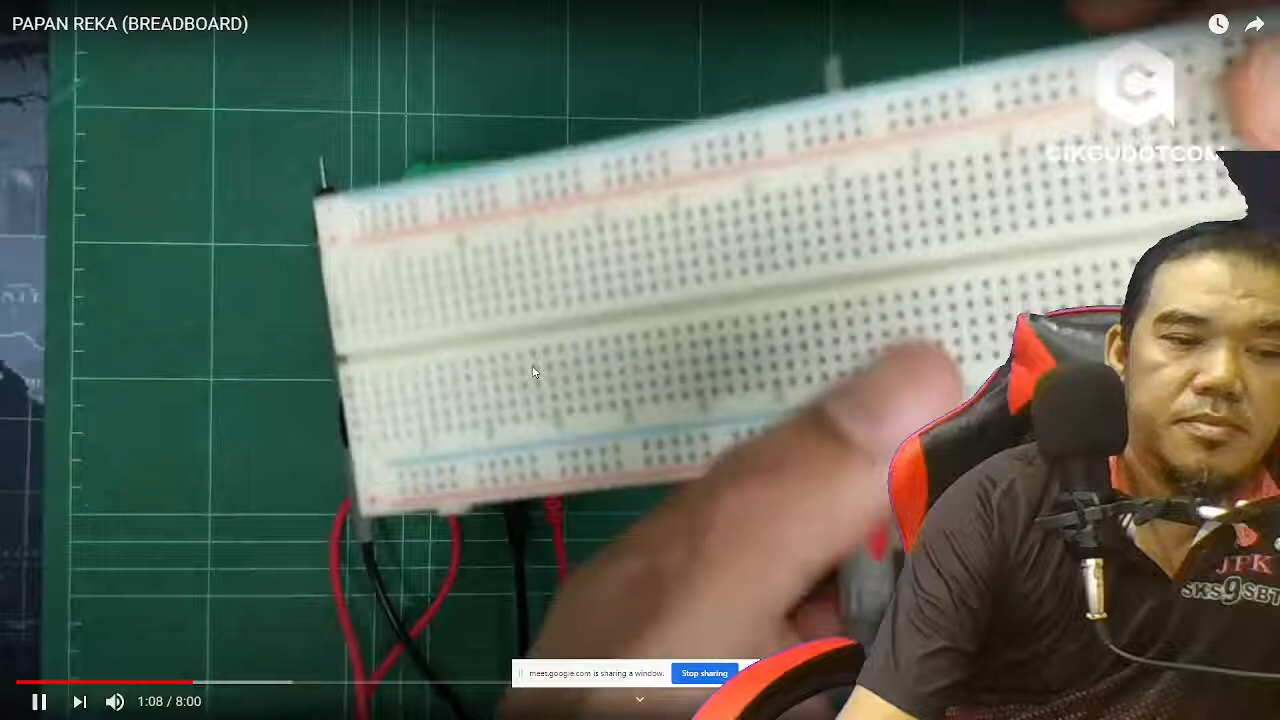 PAPAN REKA (BREADBOARD)
CIKGUDOTCOM
JPK
SKS9SBT
meet.google.com is sharing a window.
Stop sharing
1:08 / 8:00